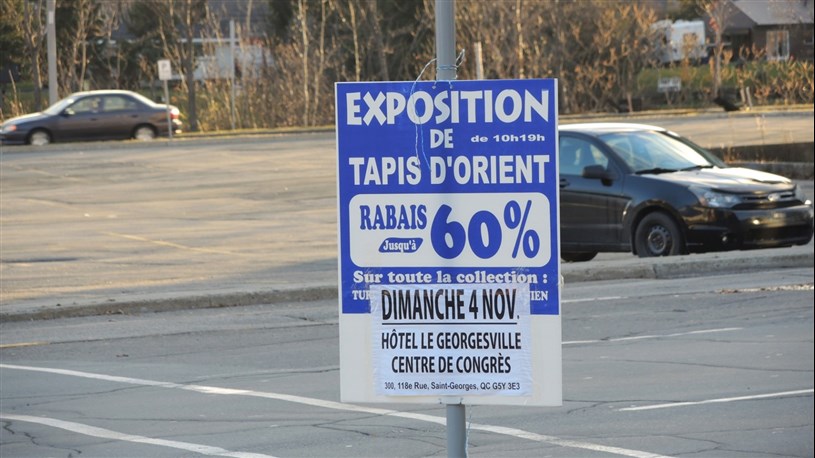 EXPOSITION
DE de 10h19h
TAPIS D'ORIENT
RABAIS
Jusqu'à
60%
Sur toute la collection :
DIMANCHE 4 NOV.
HÔTEL LE GEORGESVILLE
CENTRE DE CONGRÈS
300, 118e Rue, Saint-Georges, QC G5Y 3E3